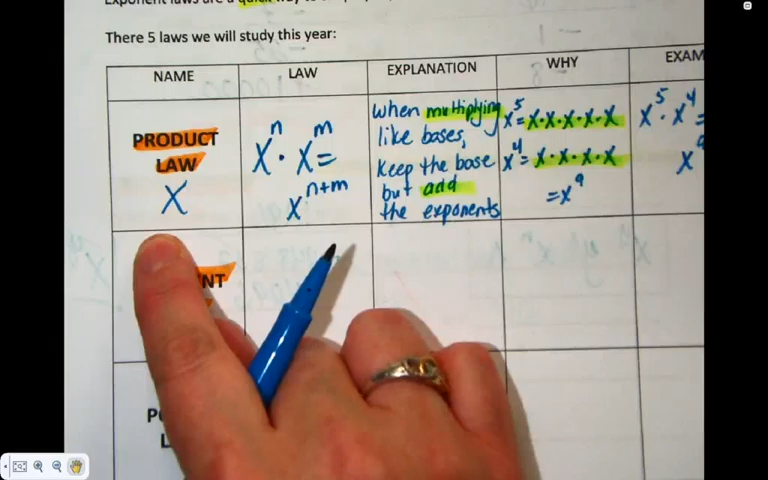 There 5 laws we will study this year:
NAME LAW EXPLANATION WHY EXAM
PRODUCT
LAW
X
xⁿ · xᵐ =
xⁿ⁺ᵐ
When multiplying
like bases,
keep the base
but add
the exponents
x⁵ = x·x·x·x·x
x⁴ = x·x·x·x
= x⁹
x⁵ · x⁴ =
x⁹
NT